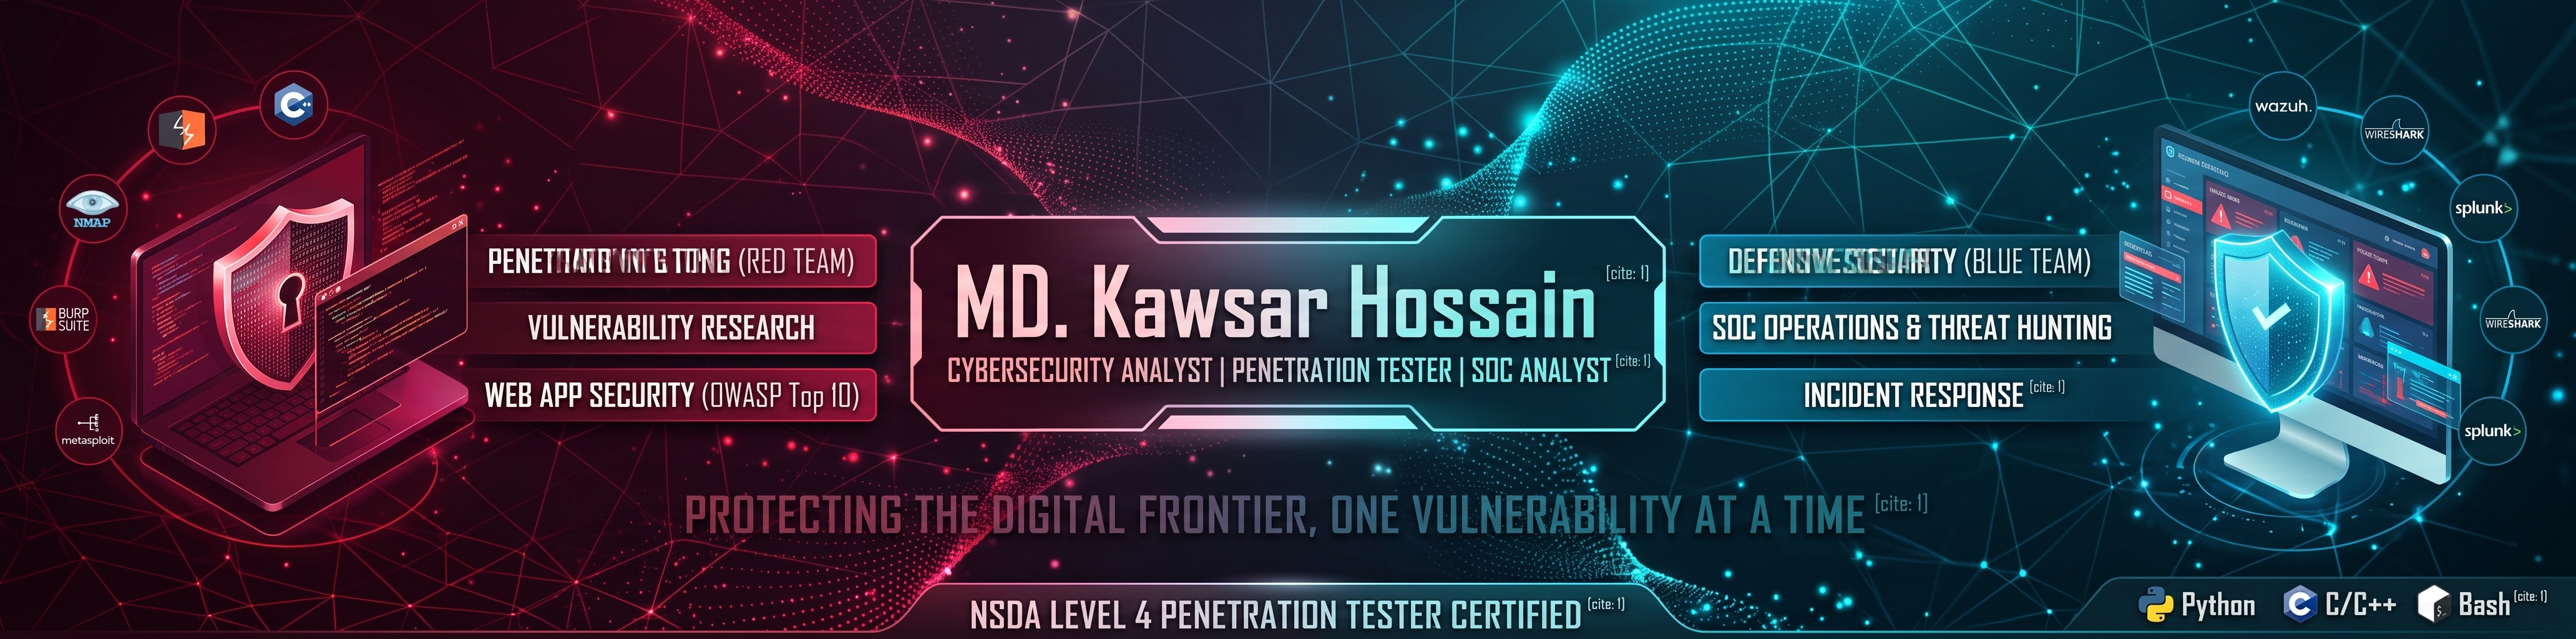 NMAP
BURP
SUITE
metasploit
(RED TEAM)
VULNERABILITY RESEARCH
WEB APP SECURITY (OWASP Top 10)
MD. Kawsar Hossain [cite: 1]
CYBERSECURITY ANALYST | PENETRATION TESTER | SOC ANALYST [cite: 1]
(BLUE TEAM)
SOC OPERATIONS & THREAT HUNTING
INCIDENT RESPONSE [cite: 1]
wazuh.
WIRESHARK
splunk>
WIRESHARK
splunk>
PROTECTING THE DIGITAL FRONTIER, ONE VULNERABILITY AT A TIME [cite: 1]
NSDA LEVEL 4 PENETRATION TESTER CERTIFIED [cite: 1]
Python C/C++ Bash [cite: 1]